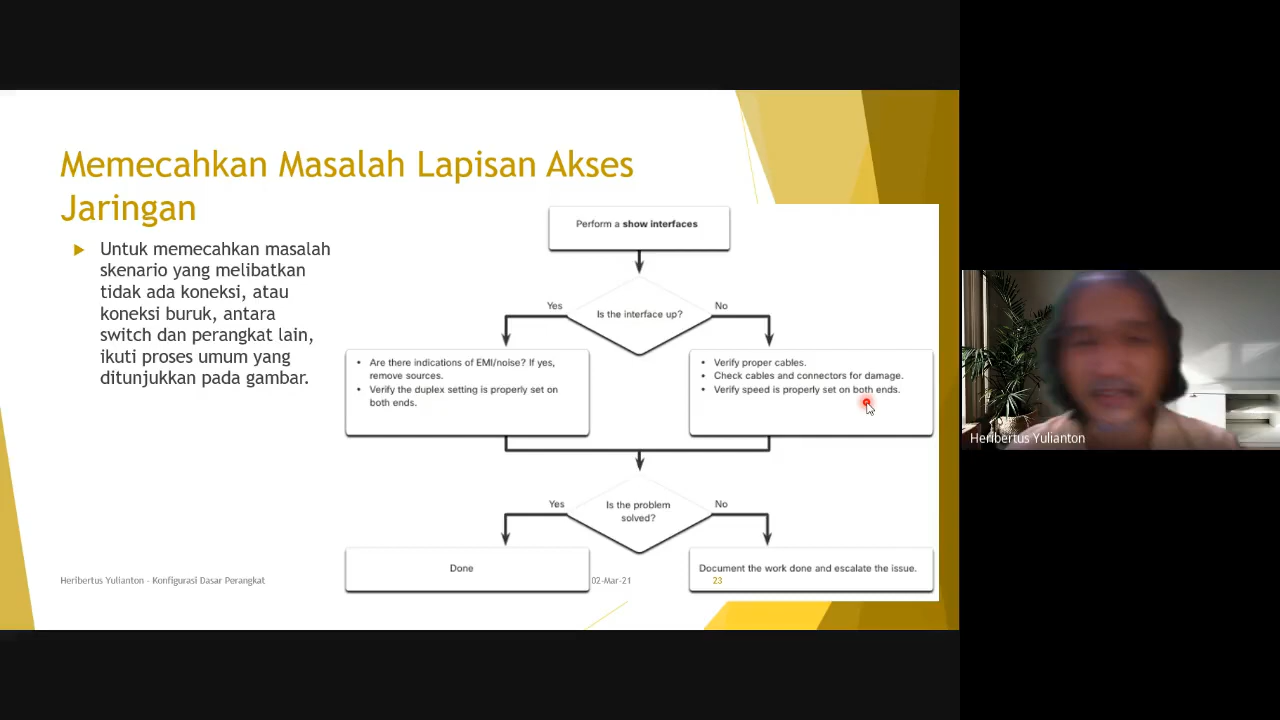 Memecahkan Masalah Lapisan Akses
Jaringan
Untuk memecahkan masalah
skenario yang melibatkan
tidak ada koneksi, atau
koneksi buruk, antara
switch dan perangkat lain,
ikuti proses umum yang
ditunjukkan pada gambar.
Perform a show interfaces
Is the interface up?
Yes
No
• Are there indications of EMI/noise? If yes,
remove sources.
• Verify the duplex setting is properly set on
both ends.
• Verify proper cables.
• Check cables and connectors for damage.
• Verify speed is properly set on both ends.
Is the problem
solved?
Yes
No
Done
Document the work done and escalate the issue.
Heribertus Yulianton - Konfigurasi Dasar Perangkat
02-Mar-21
23
Heribertus Yulianton